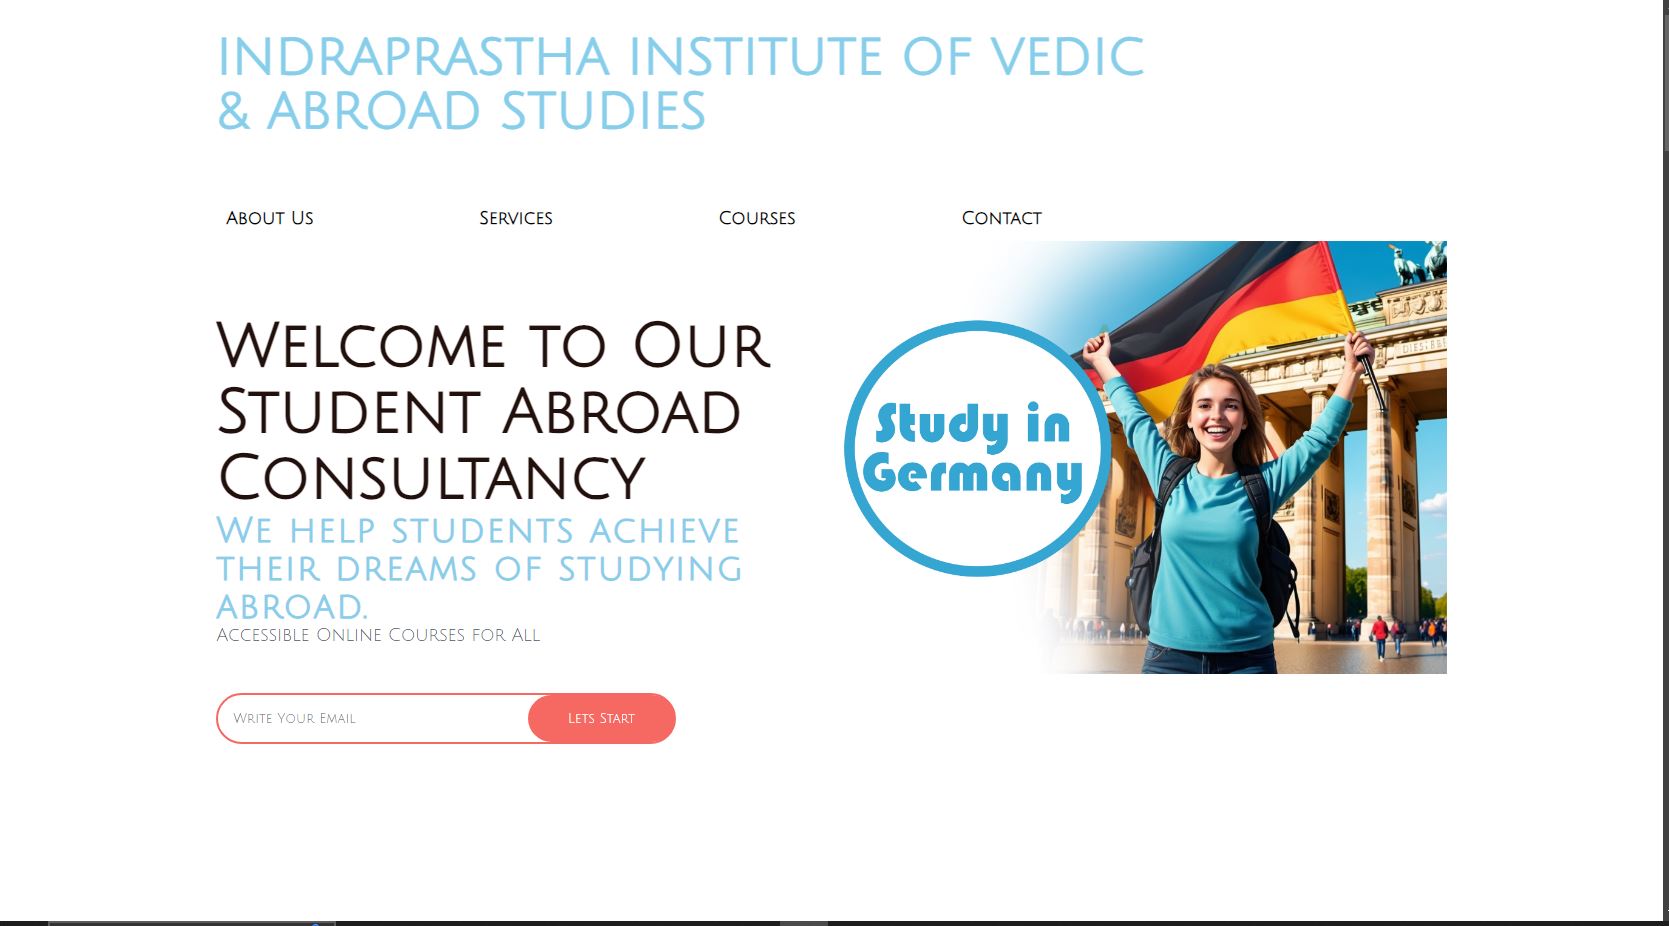 INDRAPRASTHA INSTITUTE OF VEDIC
& ABROAD STUDIES
About Us
Services
Courses
Contact
Welcome to Our
Student Abroad
Consultancy
We help students achieve
their dreams of studying
abroad.
Accessible Online Courses for All
Study in
Germany
Write Your Email
Lets Start